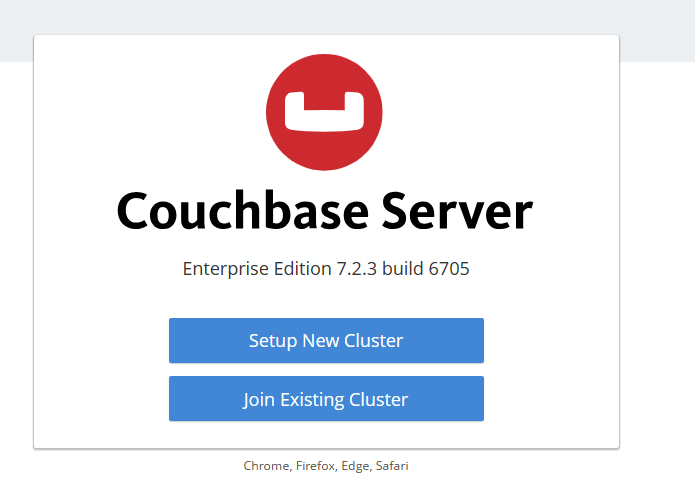 Couchbase Server
Enterprise Edition 7.2.3 build 6705
Setup New Cluster
Join Existing Cluster
Chrome, Firefox, Edge, Safari